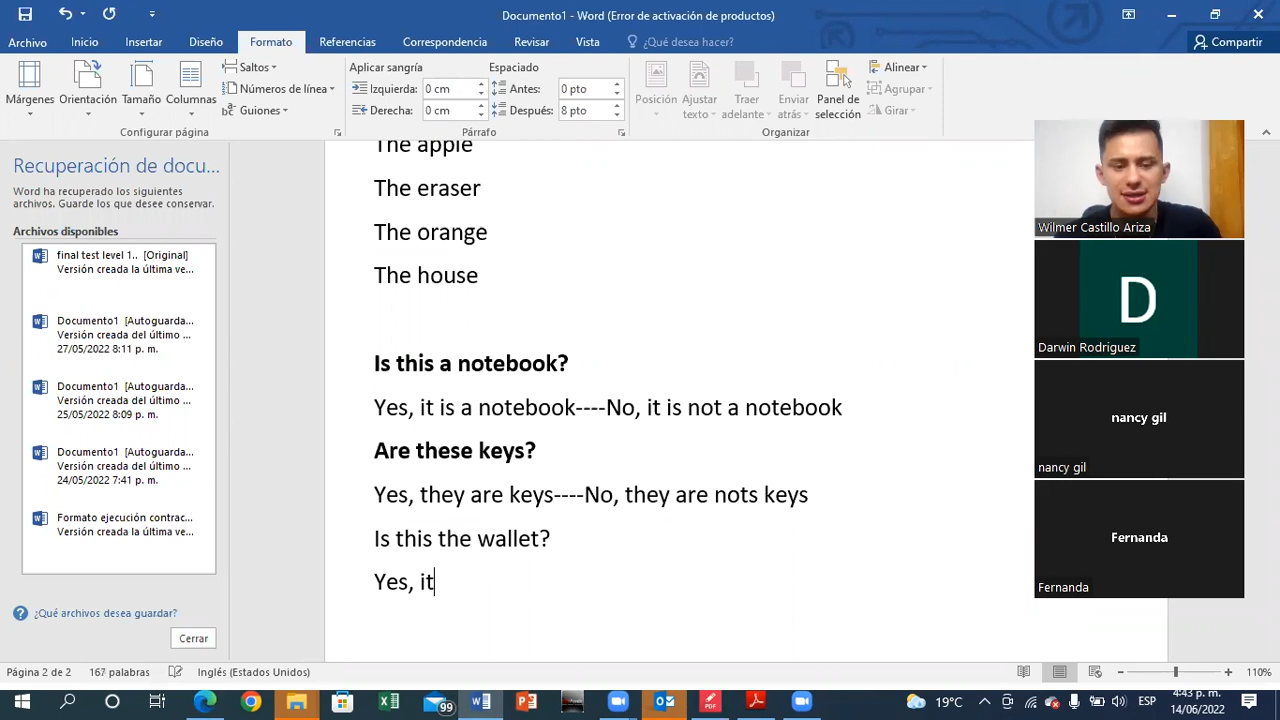 Documento1 - Word (Error de activación de productos)
Archivo Inicio Insertar Diseño Formato Referencias Correspondencia Revisar Vista ¿Qué desea hacer? Compartir
Márgenes Orientación Tamaño Columnas
Saltos
Números de línea
Guiones
Configurar página
Aplicar sangría Espaciado
Izquierda: 0 cm Antes: 0 pto
Derecha: 0 cm Después: 8 pto
Párrafo
Posición Ajustar texto Traer adelante Enviar atrás Panel de selección
Alinear
Agrupar
Girar
Organizar
Recuperación de docu...
Word ha recuperado los siguientes
archivos. Guarde los que desee conservar.
Archivos disponibles
final test level 1.. [Original]
Versión creada la última ve...
Documento1 [Autoguarda...
Versión creada del último ...
27/05/2022 8:11 p. m.
Documento1 [Autoguarda...
Versión creada del último ...
25/05/2022 8:09 p. m.
Documento1 [Autoguarda...
Versión creada del último ...
24/05/2022 7:41 p. m.
Formato ejecución contrac...
Versión creada la última ve...
¿Qué archivos desea guardar?
Cerrar
The apple
The eraser
The orange
The house
Is this a notebook?
Yes, it is a notebook----No, it is not a notebook
Are these keys?
Yes, they are keys----No, they are nots keys
Is this the wallet?
Yes, it
Wilmer Castillo Ariza
D
Darwin Rodriguez
nancy gil
nancy gil
Fernanda
Fernanda
Página 2 de 2 167 palabras Inglés (Estados Unidos) 110%
99
19°C ESP
4:43 p. m.
14/06/2022